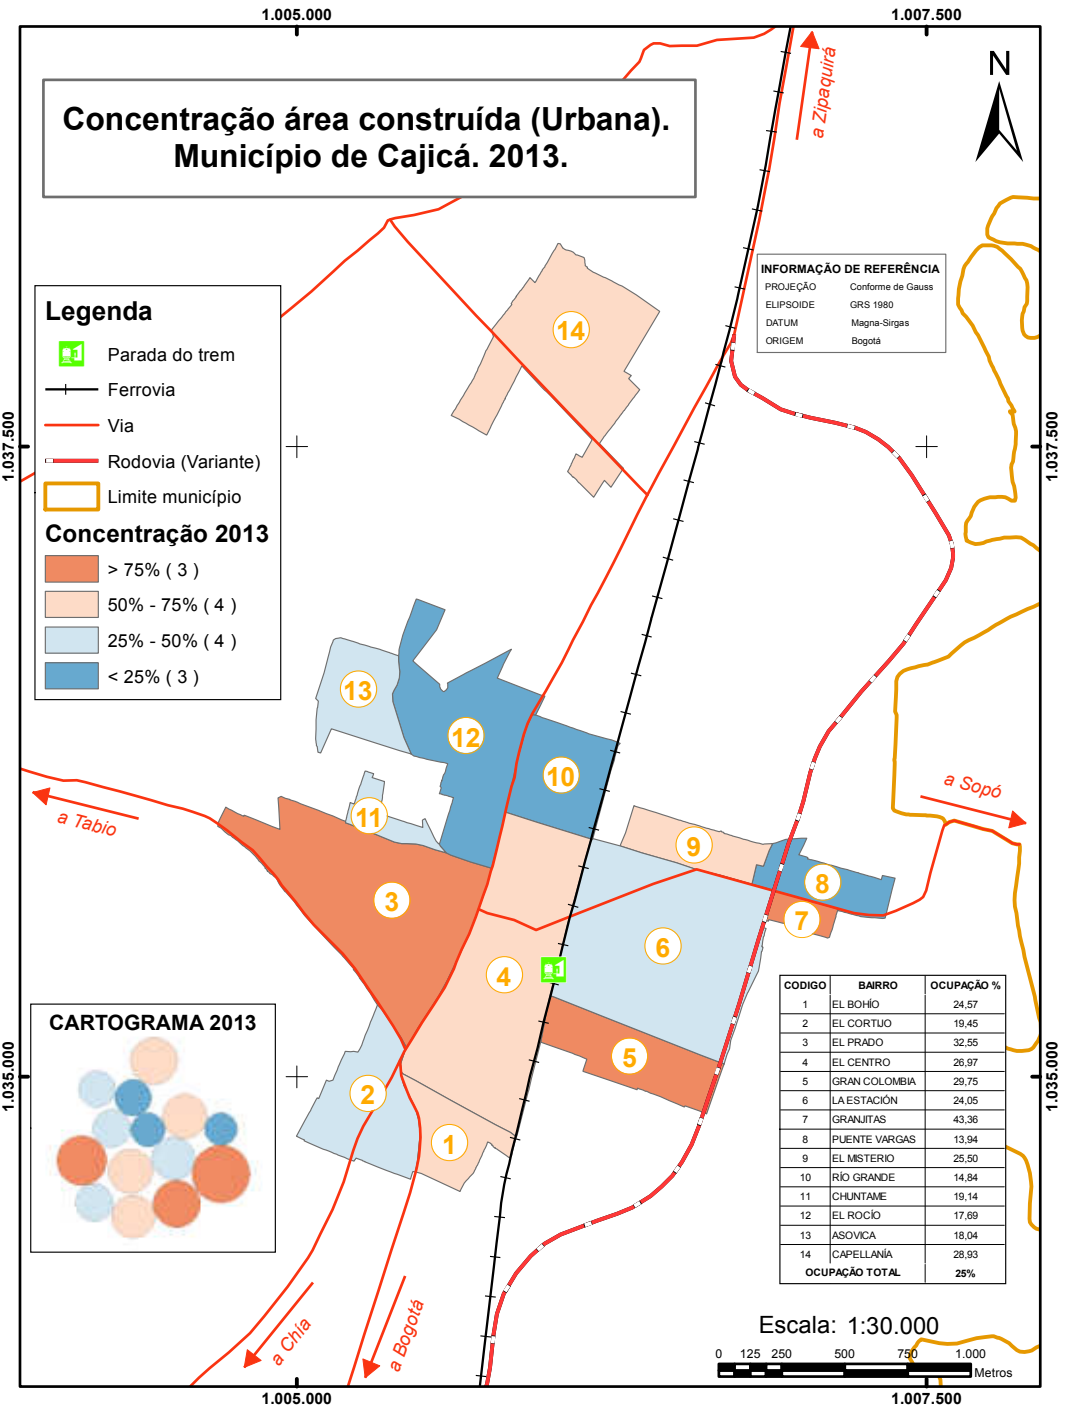 1.005.000
1.007.500
Concentração área construída (Urbana).
Município de Cajicá. 2013.
a Zipaquirá
N
INFORMAÇÃO DE REFERÊNCIA
PROJEÇÃO Conforme de Gauss
ELIPSOIDE GRS 1980
DATUM Magna-Sirgas
ORIGEM Bogotá
Legenda
Parada do trem
Ferrovia
Via
Rodovia (Variante)
Limite município
Concentração 2013
> 75% ( 3 )
50% - 75% ( 4 )
25% - 50% ( 4 )
< 25% ( 3 )
1.037.500
1.037.500
14
13
12
10
11
9
8
7
3
6
4
5
2
1
a Tabio
a Sopó
CARTOGRAMA 2013
1.035.000
1.035.000
CODIGO BAIRRO OCUPAÇÃO %
1 EL BOHÍO 24,57
2 EL CORTIJO 19,45
3 EL PRADO 32,55
4 EL CENTRO 26,97
5 GRAN COLOMBIA 29,75
6 LA ESTACIÓN 24,05
7 GRANJITAS 43,36
8 PUENTE VARGAS 13,94
9 EL MISTERIO 25,50
10 RÍO GRANDE 14,84
11 CHUNTAME 19,14
12 EL ROCÍO 17,69
13 ASOVICA 18,04
14 CAPELLANÍA 28,93
OCUPAÇÃO TOTAL 25%
a Chía
a Bogotá
Escala: 1:30.000
0 125 250 500 750 1.000
Metros
1.005.000
1.007.500